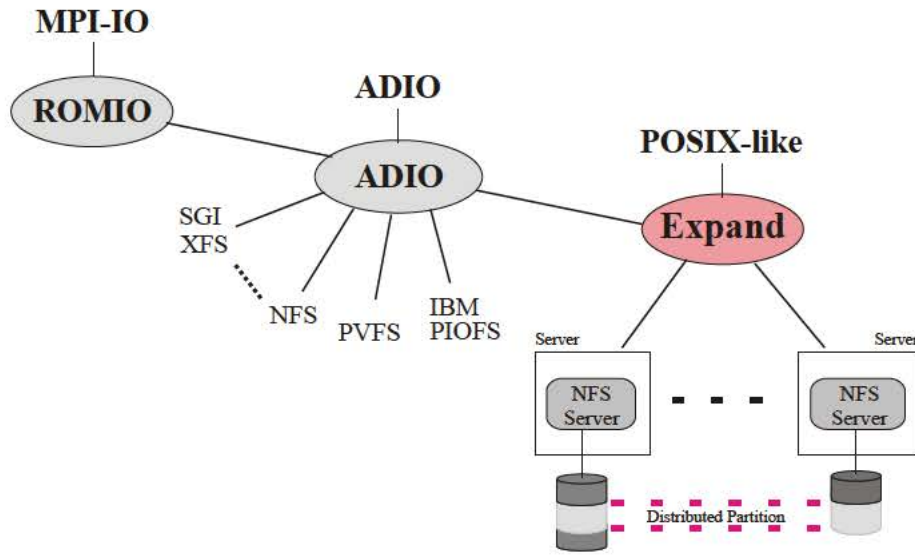 MPI-IO
ROMIO
ADIO
ADIO
POSIX-like
Expand
SGI
XFS
NFS
PVFS
IBM
PIOFS
Server
Server
NFS
Server
NFS
Server
Distributed Partition